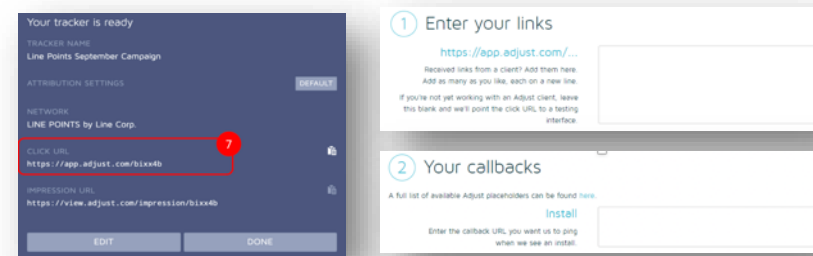 Your tracker is ready
TRACKER NAME
Line Points September Campaign
ATTRIBUTION SETTINGS
DEFAULT
NETWORK
LINE POINTS by Line Corp.
7
CLICK URL
https://app.adjust.com/bixx4b
IMPRESSION URL
https://view.adjust.com/impression/bixx4b
EDIT
DONE
1 Enter your links
https://app.adjust.com/...
Received links from a client? Add them here.
Add as many as you like, each on a new line.
If you're not yet working with an Adjust client, leave
this blank and we'll point the click URL to a testing
interface.
2 Your callbacks
A full list of available Adjust placeholders can be found here.
Install
Enter the callback URL you want us to ping
when we see an install.